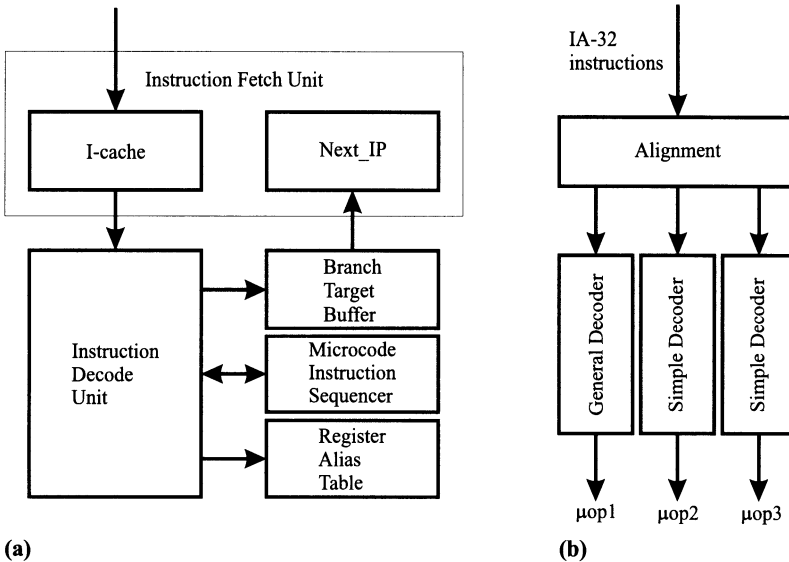 Instruction Fetch Unit
I-cache
Next_IP
Instruction
Decode
Unit
Branch
Target
Buffer
Microcode
Instruction
Sequencer
Register
Alias
Table
(a)
IA-32
instructions
Alignment
General Decoder
Simple Decoder
Simple Decoder
μop1
μop2
μop3
(b)